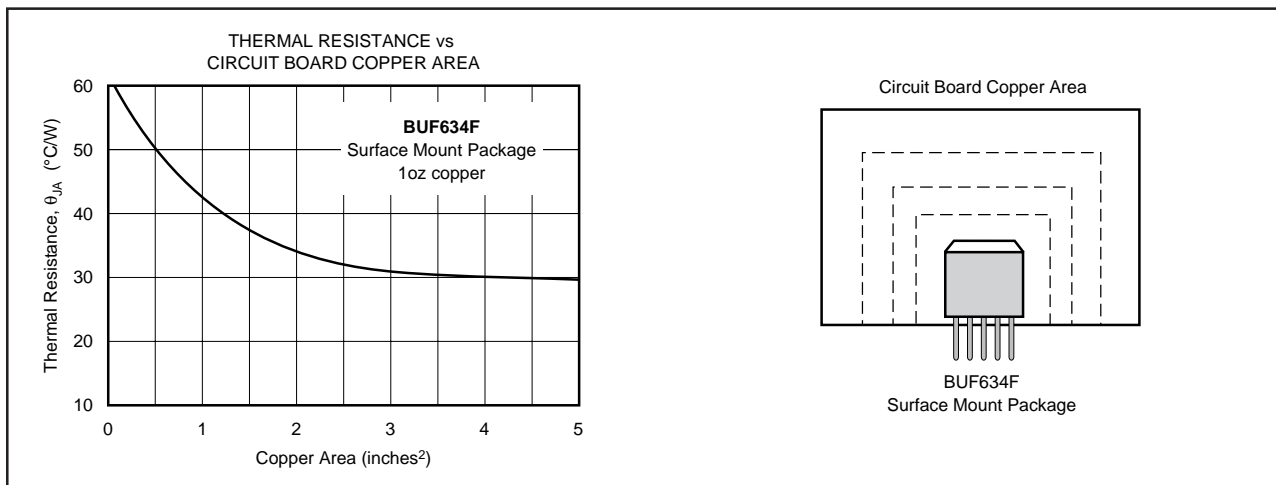 THERMAL RESISTANCE vs
CIRCUIT BOARD COPPER AREA
60
50
40
30
20
10
Thermal Resistance, θJA (°C/W)
BUF634F
Surface Mount Package
1oz copper
0 1 2 3 4 5
Copper Area (inches²)
Circuit Board Copper Area
BUF634F
Surface Mount Package